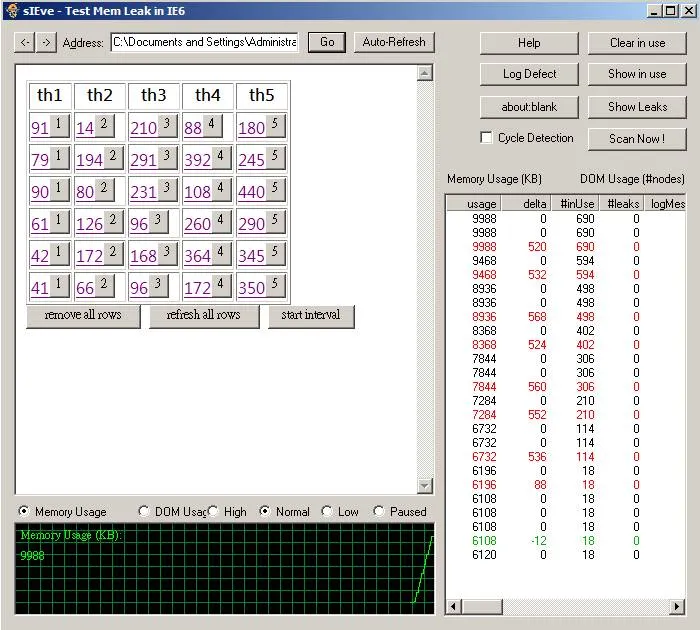 sIEve - Test Mem Leak in IE6
<- -> Address: C:\Documents and Settings\Administra Go Auto-Refresh
Help Clear in use
Log Defect Show in use
about:blank Show Leaks
Cycle Detection Scan Now !
th1 th2 th3 th4 th5
91 1 14 2 210 3 88 4 180 5
79 1 194 2 291 3 392 4 245 5
90 1 80 2 231 3 108 4 440 5
61 1 126 2 96 3 260 4 290 5
42 1 172 2 168 3 364 4 345 5
41 1 66 2 96 3 172 4 350 5
remove all rows refresh all rows start interval
Memory Usage (KB) DOM Usage (#nodes)
usage delta #inUse #leaks logMes
9988 0 690 0
9988 0 690 0
9988 520 690 0
9468 0 594 0
9468 532 594 0
8936 0 498 0
8936 0 498 0
8936 568 498 0
8368 0 402 0
8368 524 402 0
7844 0 306 0
7844 0 306 0
7844 560 306 0
7284 0 210 0
7284 552 210 0
6732 0 114 0
6732 0 114 0
6732 536 114 0
6196 0 18 0
6196 88 18 0
6108 0 18 0
6108 0 18 0
6108 0 18 0
6108 -12 18 0
6120 0 18 0
Memory Usage DOM Usag High Normal Low Paused
Memory Usage (KB):
9988